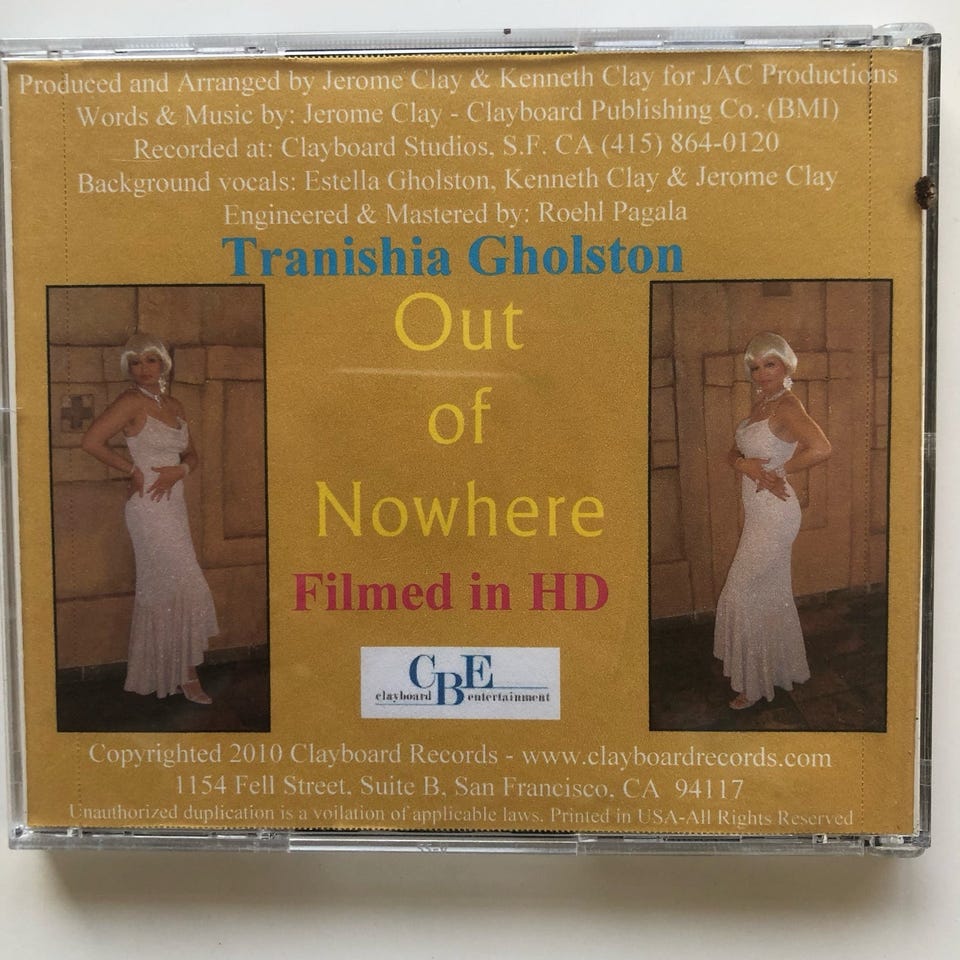 Produced and Arranged by Jerome Clay & Kenneth Clay for JAC Productions
Words & Music by: Jerome Clay - Clayboard Publishing Co. (BMI)
Recorded at: Clayboard Studios, S.F. CA (415) 864-0120
Background vocals: Estella Gholston, Kenneth Clay & Jerome Clay
Engineered & Mastered by: Roehl Pagala
Tranishia Gholston
Out
of
Nowhere
Filmed in HD
CBE
clayboard entertainment
Copyrighted 2010 Clayboard Records - www.clayboardrecords.com
1154 Fell Street, Suite B, San Francisco, CA 94117
Unauthorized duplication is a voilation of applicable laws. Printed in USA-All Rights Reserved